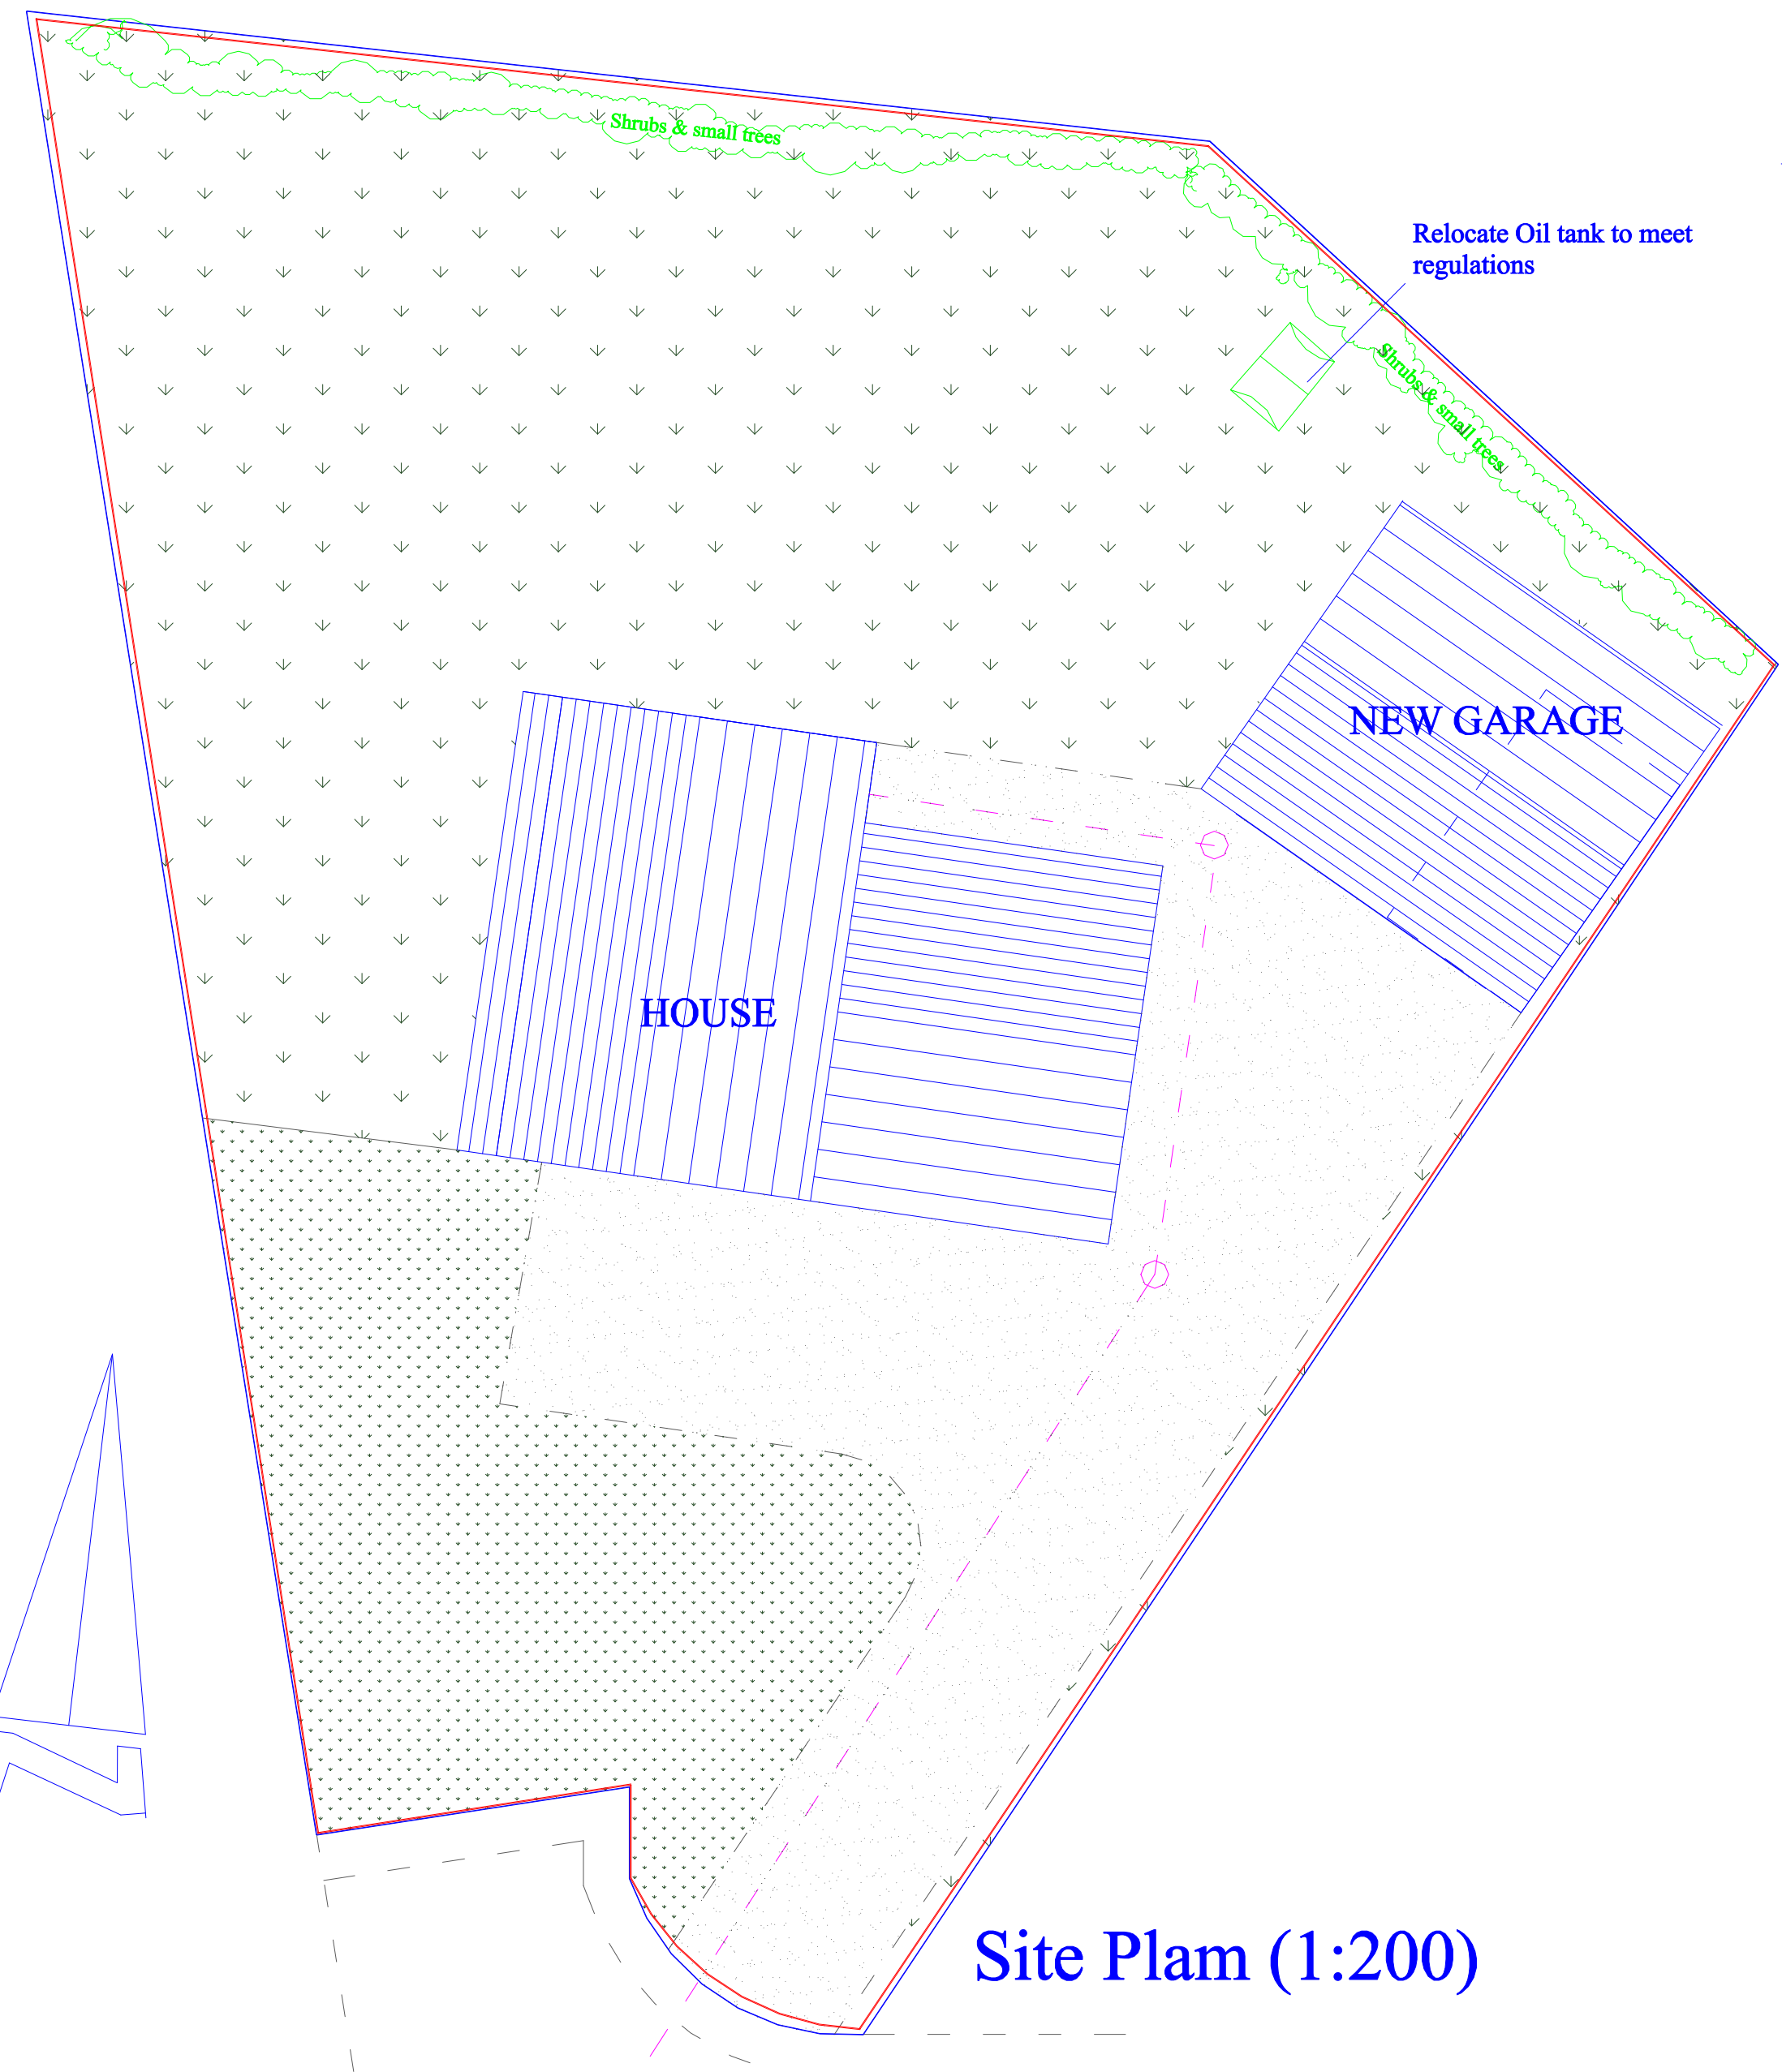 Shrubs & small trees
Relocate Oil tank to meet
regulations
Shrubs & small trees
NEW GARAGE
HOUSE
N
Site Plam (1:200)